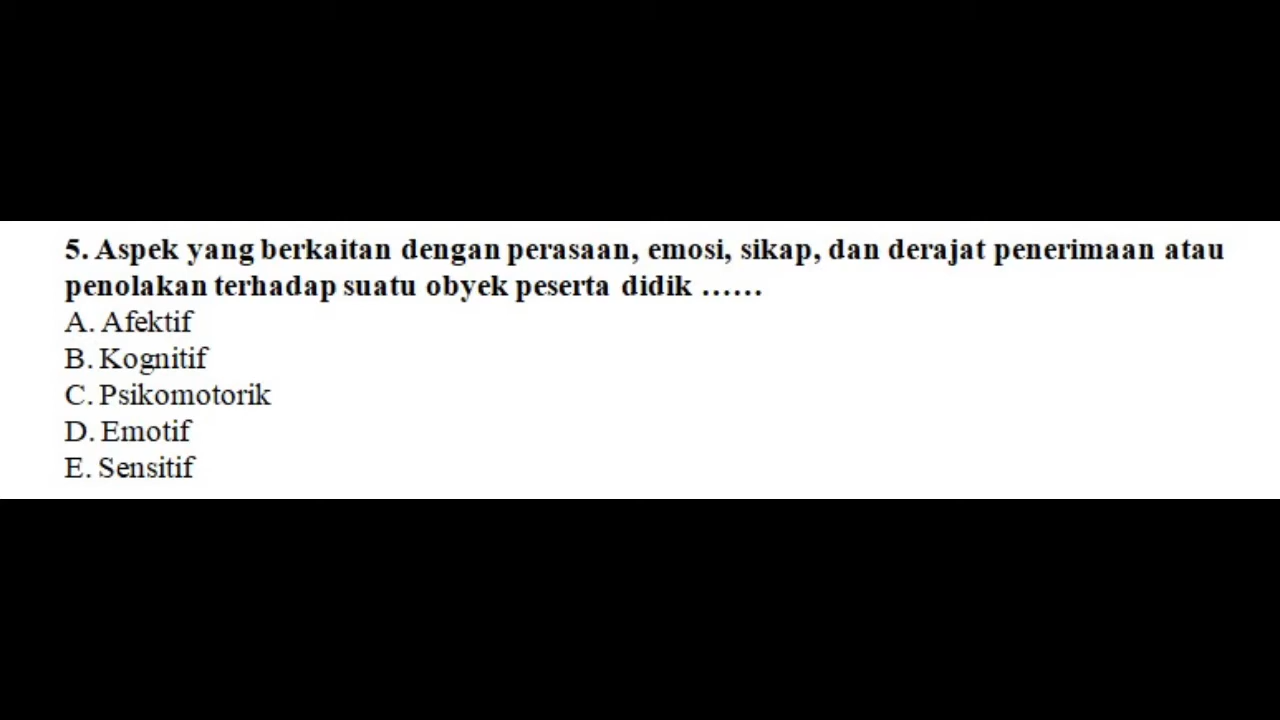 5. Aspek yang berkaitan dengan perasaan, emosi, sikap, dan derajat penerimaan atau
penolakan terhadap suatu obyek peserta didik ......
A. Afektif
B. Kognitif
C. Psikomotorik
D. Emotif
E. Sensitif